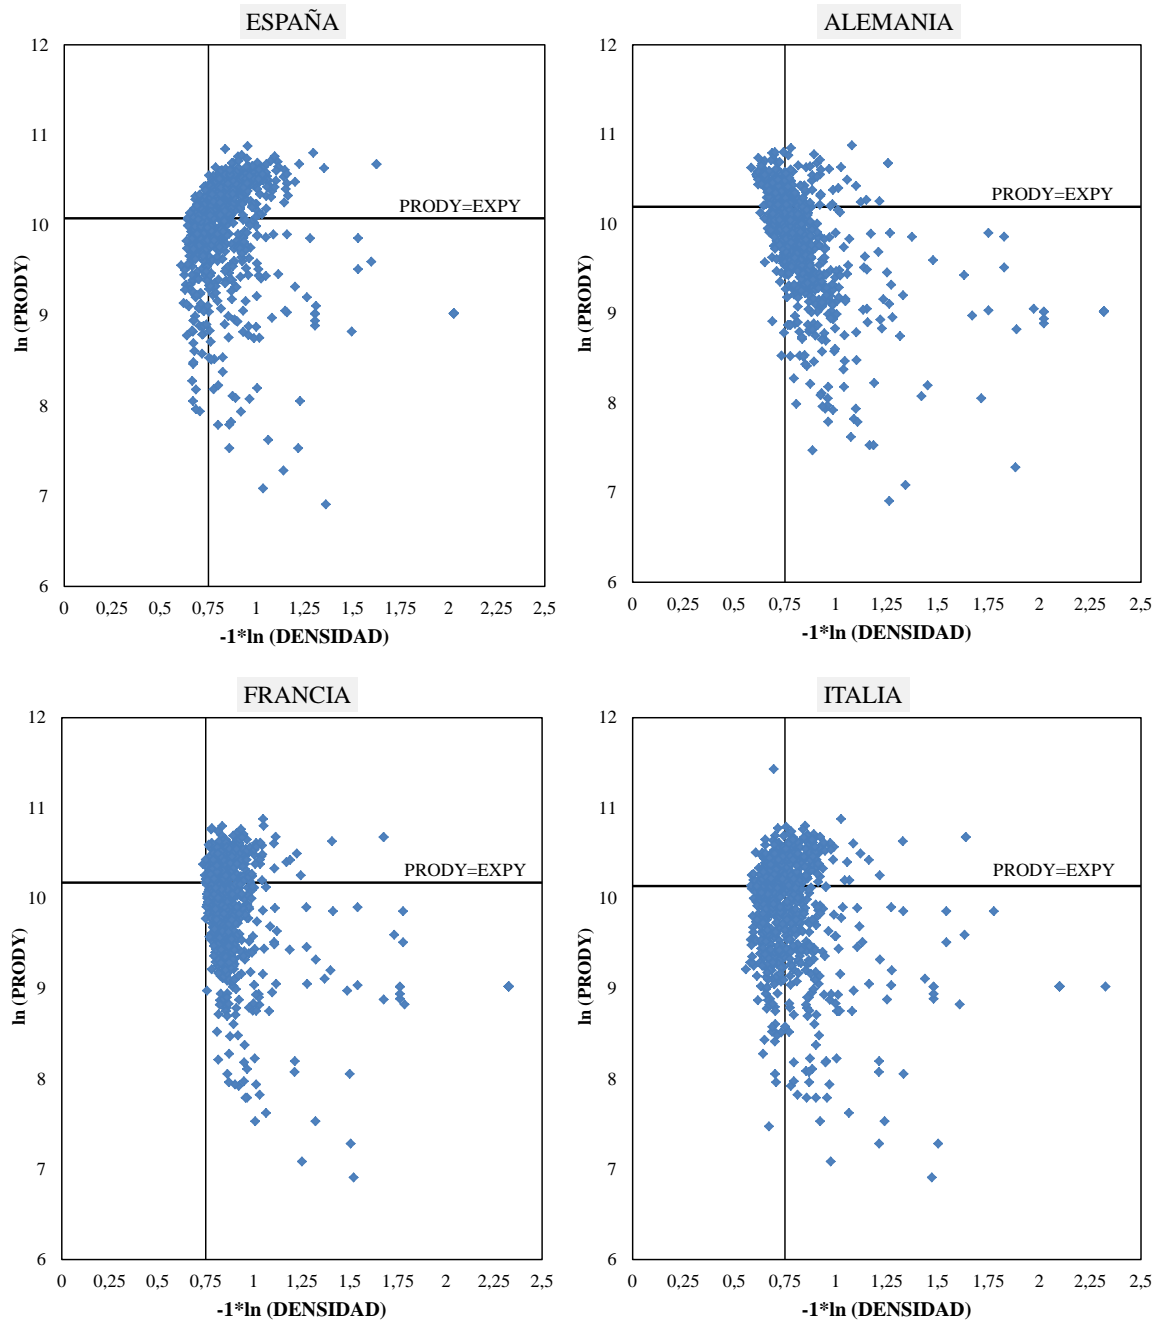 ESPAÑA
12
11
10
9
8
7
6
ln (PRODY)
PRODY=EXPY
0 0,25 0,5 0,75 1 1,25 1,5 1,75 2 2,25 2,5
-1*ln (DENSIDAD)
ALEMANIA
12
11
10
9
8
7
6
ln (PRODY)
PRODY=EXPY
0 0,25 0,5 0,75 1 1,25 1,5 1,75 2 2,25 2,5
-1*ln (DENSIDAD)
FRANCIA
12
11
10
9
8
7
6
ln (PRODY)
PRODY=EXPY
0 0,25 0,5 0,75 1 1,25 1,5 1,75 2 2,25 2,5
-1*ln (DENSIDAD)
ITALIA
12
11
10
9
8
7
6
ln (PRODY)
PRODY=EXPY
0 0,25 0,5 0,75 1 1,25 1,5 1,75 2 2,25 2,5
-1*ln (DENSIDAD)